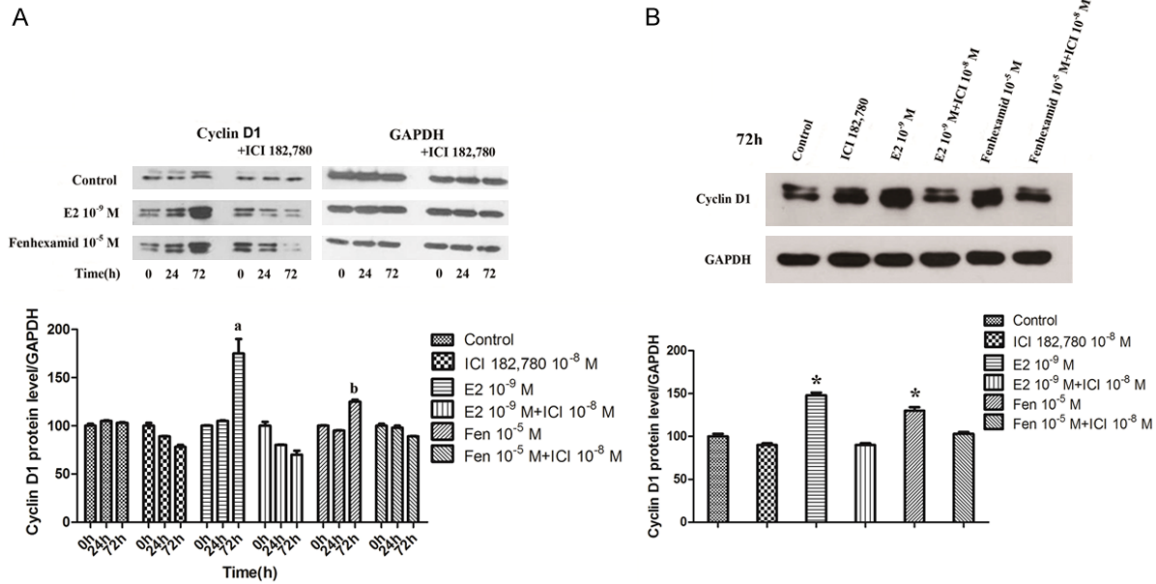 A
Cyclin D1
+ICI 182,780
GAPDH
+ICI 182,780
Control
E2 10⁻⁹ M
Fenhexamid 10⁻⁵ M
Time(h) 0 24 72 0 24 72 0 24 72 0 24 72
Cyclin D1 protein level/GAPDH
200
150
100
50
0
a
b
0h 24h 72h 0h 24h 72h 0h 24h 72h 0h 24h 72h 0h 24h 72h 0h 24h 72h
Time(h)
Control
ICI 182,780 10⁻⁸ M
E2 10⁻⁹ M
E2 10⁻⁹ M+ICI 10⁻⁸ M
Fen 10⁻⁵ M
Fen 10⁻⁵ M+ICI 10⁻⁸ M
B
72h
Control
ICI 182,780
E2 10⁻⁹ M
E2 10⁻⁹ M+ICI 10⁻⁸ M
Fenhexamid 10⁻⁵ M
Fenhexamid 10⁻⁵ M+ICI 10⁻⁸ M
Cyclin D1
GAPDH
Cyclin D1 protein level/GAPDH
200
150
100
50
0
*
*
Control
ICI 182,780 10⁻⁸ M
E2 10⁻⁹ M
E2 10⁻⁹ M+ICI 10⁻⁸ M
Fen 10⁻⁵ M
Fen 10⁻⁵ M+ICI 10⁻⁸ M